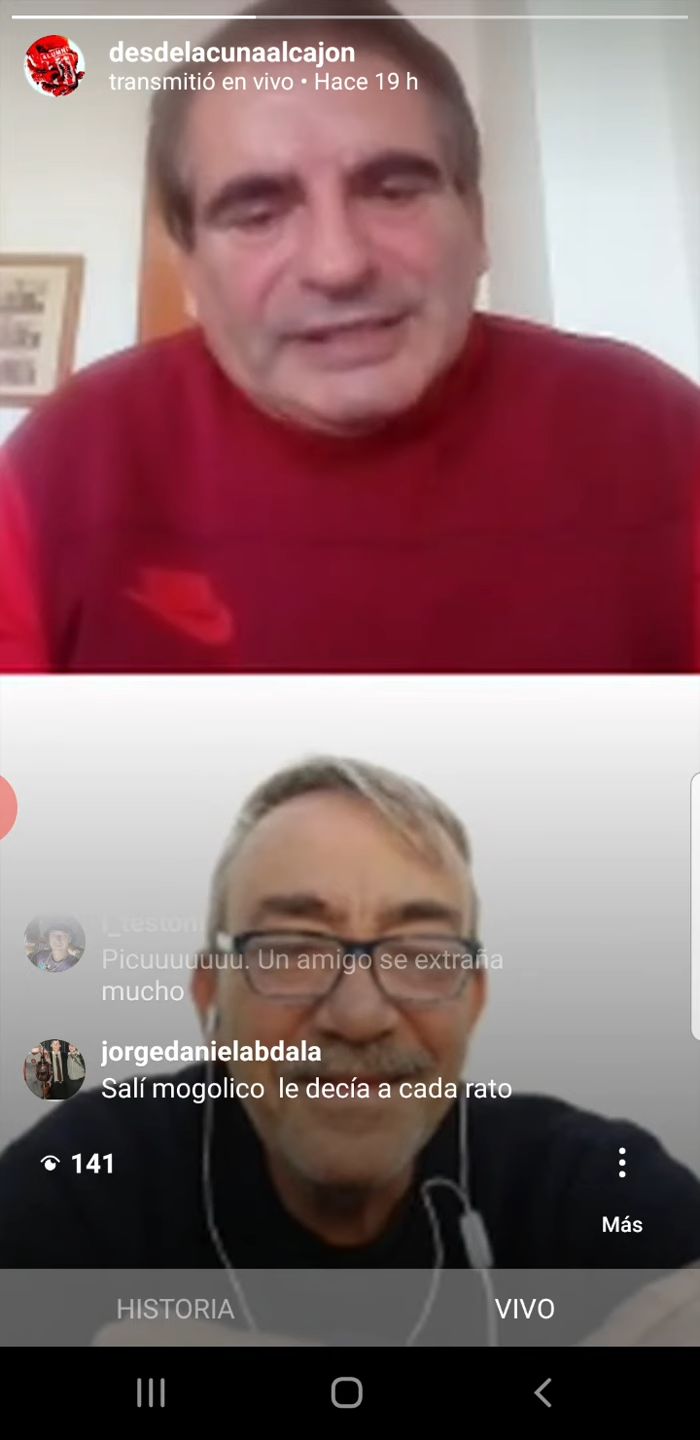 desdelacunaalcajon
transmitió en vivo • Hace 19 h
l_testoni
Picuuuuuuu. Un amigo se extraña
mucho
jorgedanielabdala
Salí mogolico le decía a cada rato
141
Más
HISTORIA
VIVO